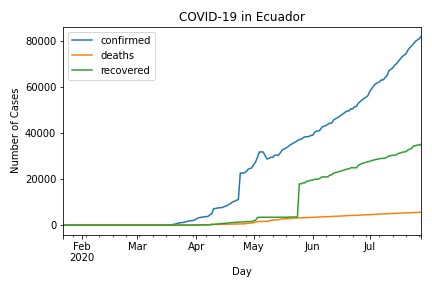 COVID-19 in Ecuador
confirmed
deaths
recovered
80000
60000
40000
20000
0
Number of Cases
Feb
2020
Mar
Apr
May
Jun
Jul
Day